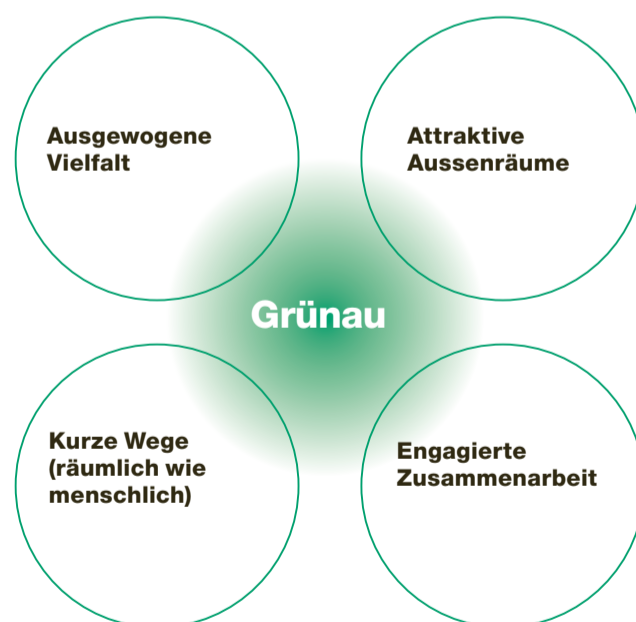 Ausgewogene
Vielfalt
Attraktive
Aussenräume
Grünau
Kurze Wege
(räumlich wie
menschlich)
Engagierte
Zusammenarbeit